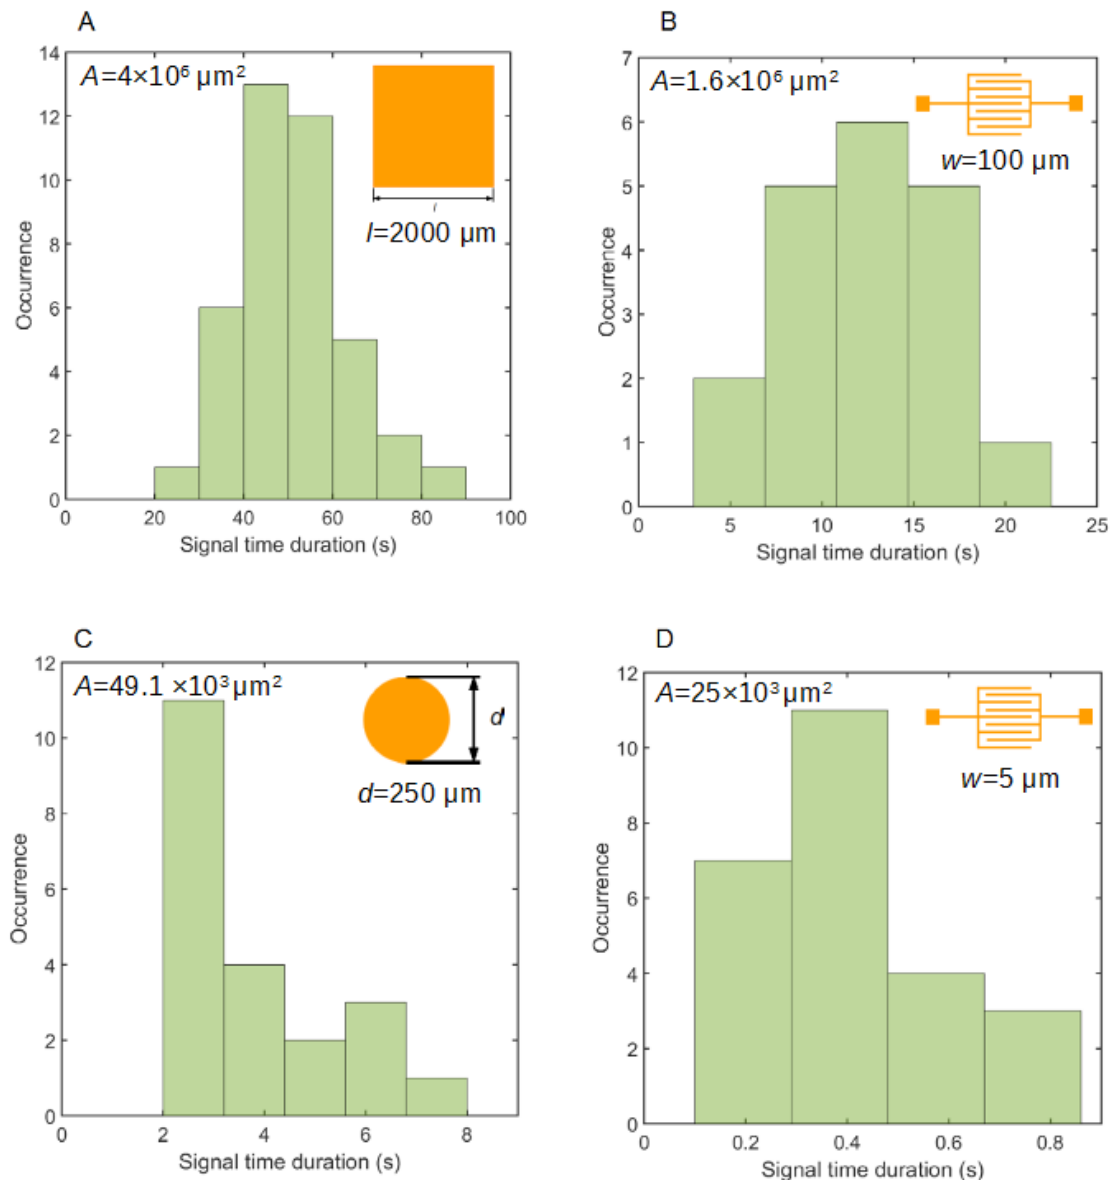 A
A=4×10⁶ μm²
l
l=2000 μm
14
12
10
8
6
4
2
0
Occurrence
0 20 40 60 80 100
Signal time duration (s)
B
A=1.6×10⁶ μm²
w=100 μm
7
6
5
4
3
2
1
0
Occurrence
0 5 10 15 20 25
Signal time duration (s)
C
A=49.1 ×10³ μm²
d
d=250 μm
12
10
8
6
4
2
0
Occurrence
0 2 4 6 8
Signal time duration (s)
D
A=25×10³ μm²
w=5 μm
12
10
8
6
4
2
0
Occurrence
0 0.2 0.4 0.6 0.8
Signal time duration (s)